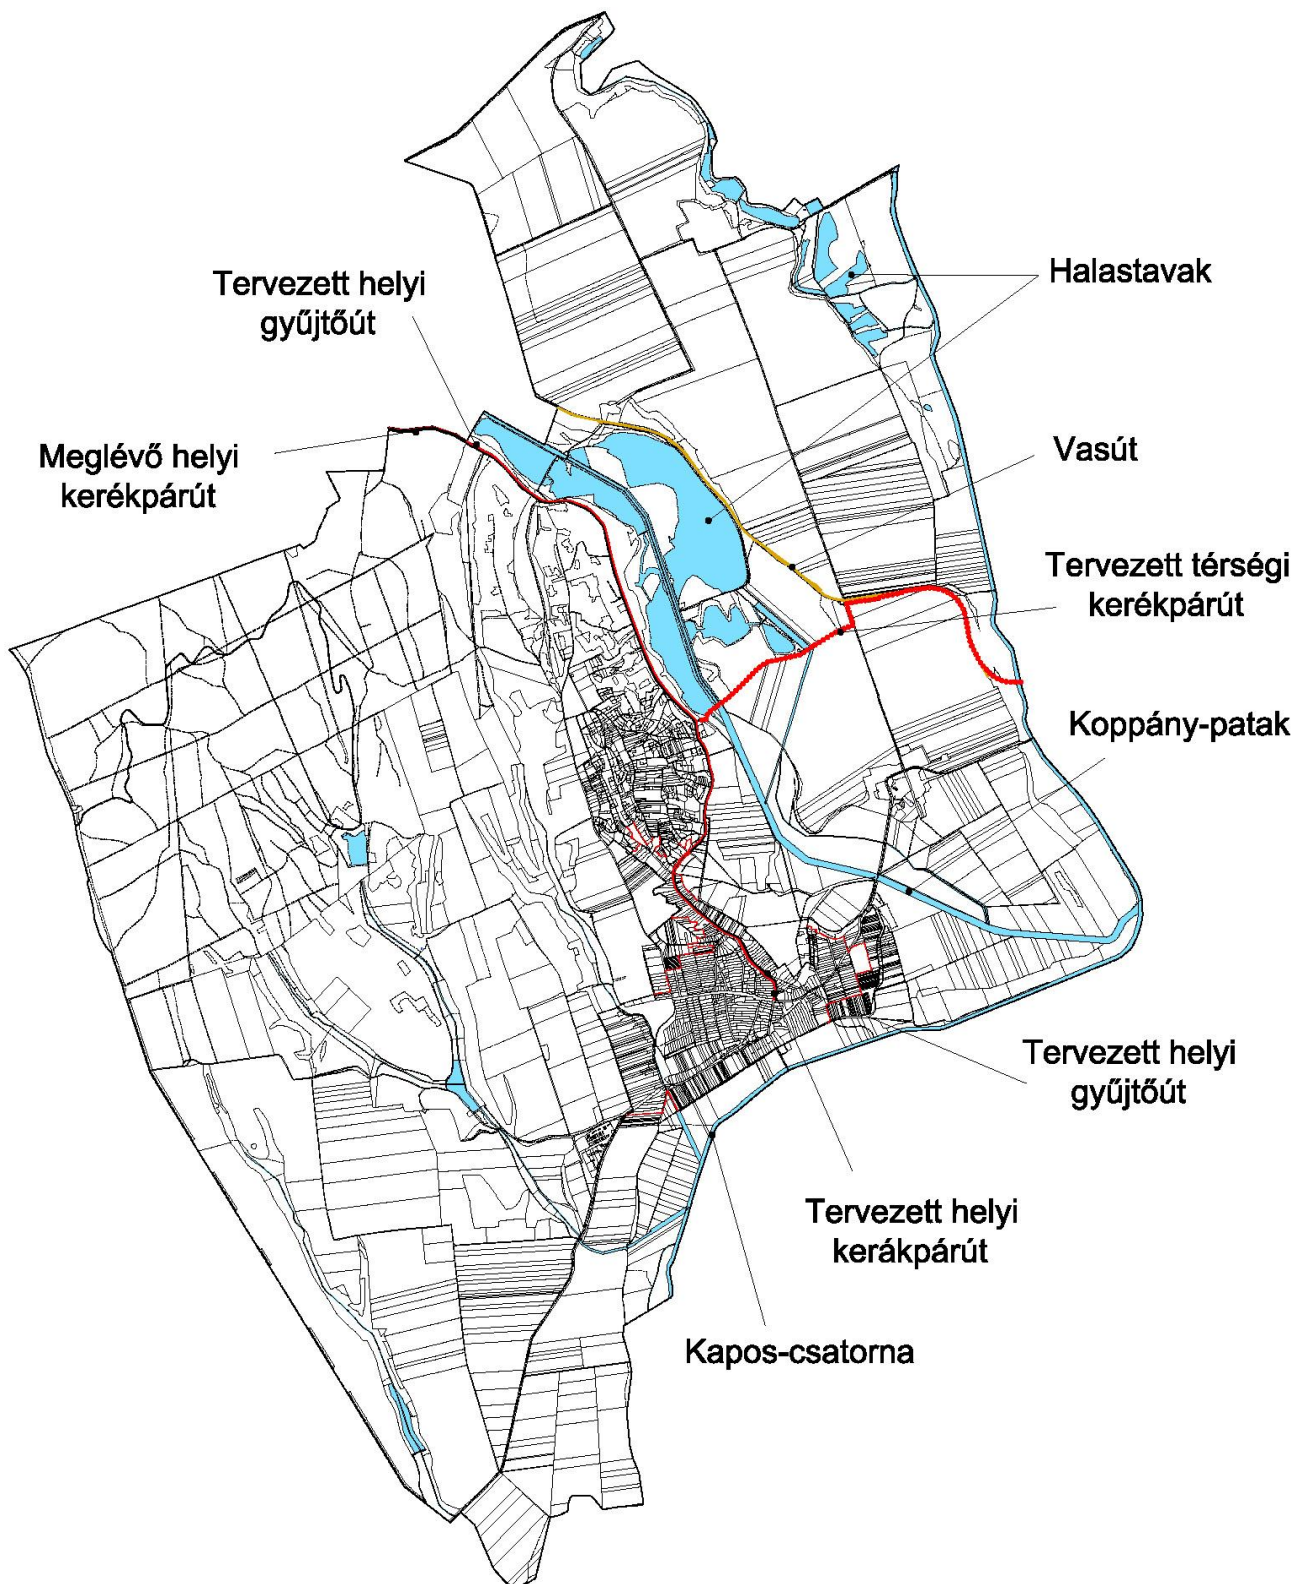 Halastavak
Tervezett helyi
gyűjtőút
Meglévő helyi
kerékpárút
Vasút
Tervezett térségi
kerékpárút
Koppány-patak
Tervezett helyi
gyűjtőút
Tervezett helyi
kerákpárút
Kapos-csatorna